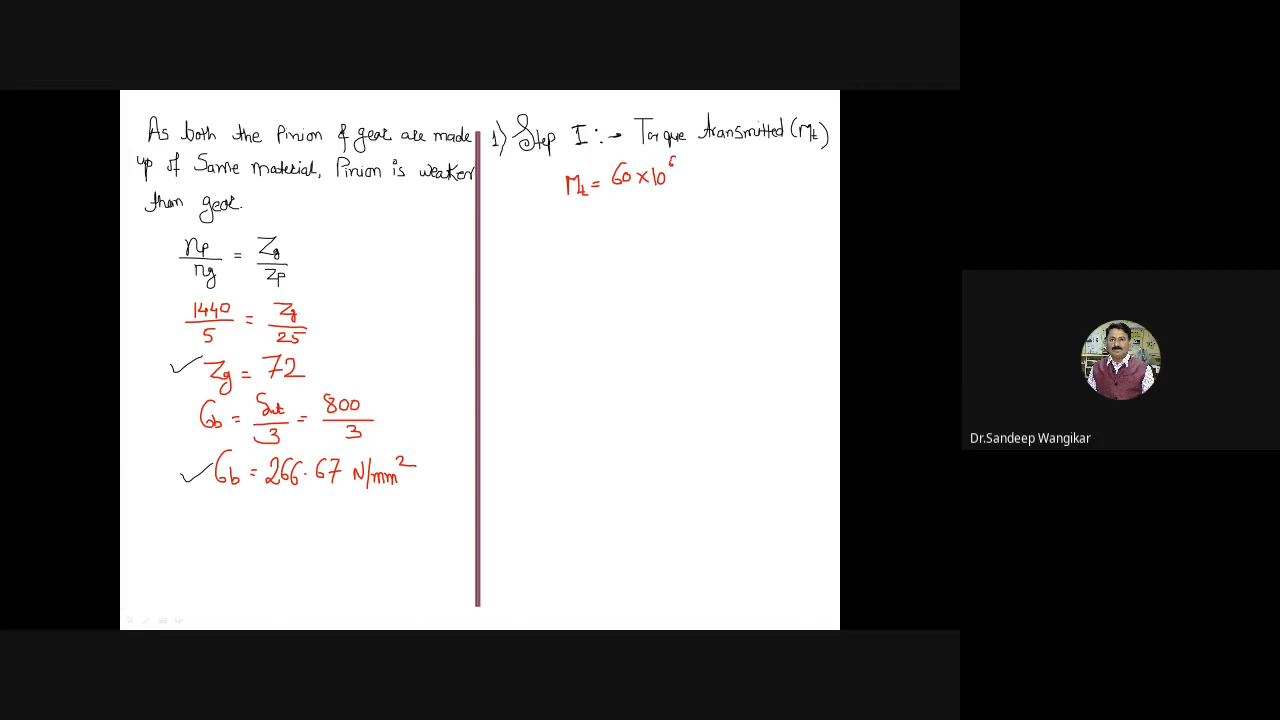 As both the Pinion & gear are made
up of Same material, Pinion is weaker
than gear.
np/ng = Zg/Zp
1440/5 = Zg/25
✓ Zg = 72
σb = Sut/3 = 800/3
✓ σb = 266.67 N/mm²
1) Step I :→ Torque transmitted (Mt)
Mt = 60×10⁶
Dr.Sandeep Wangikar